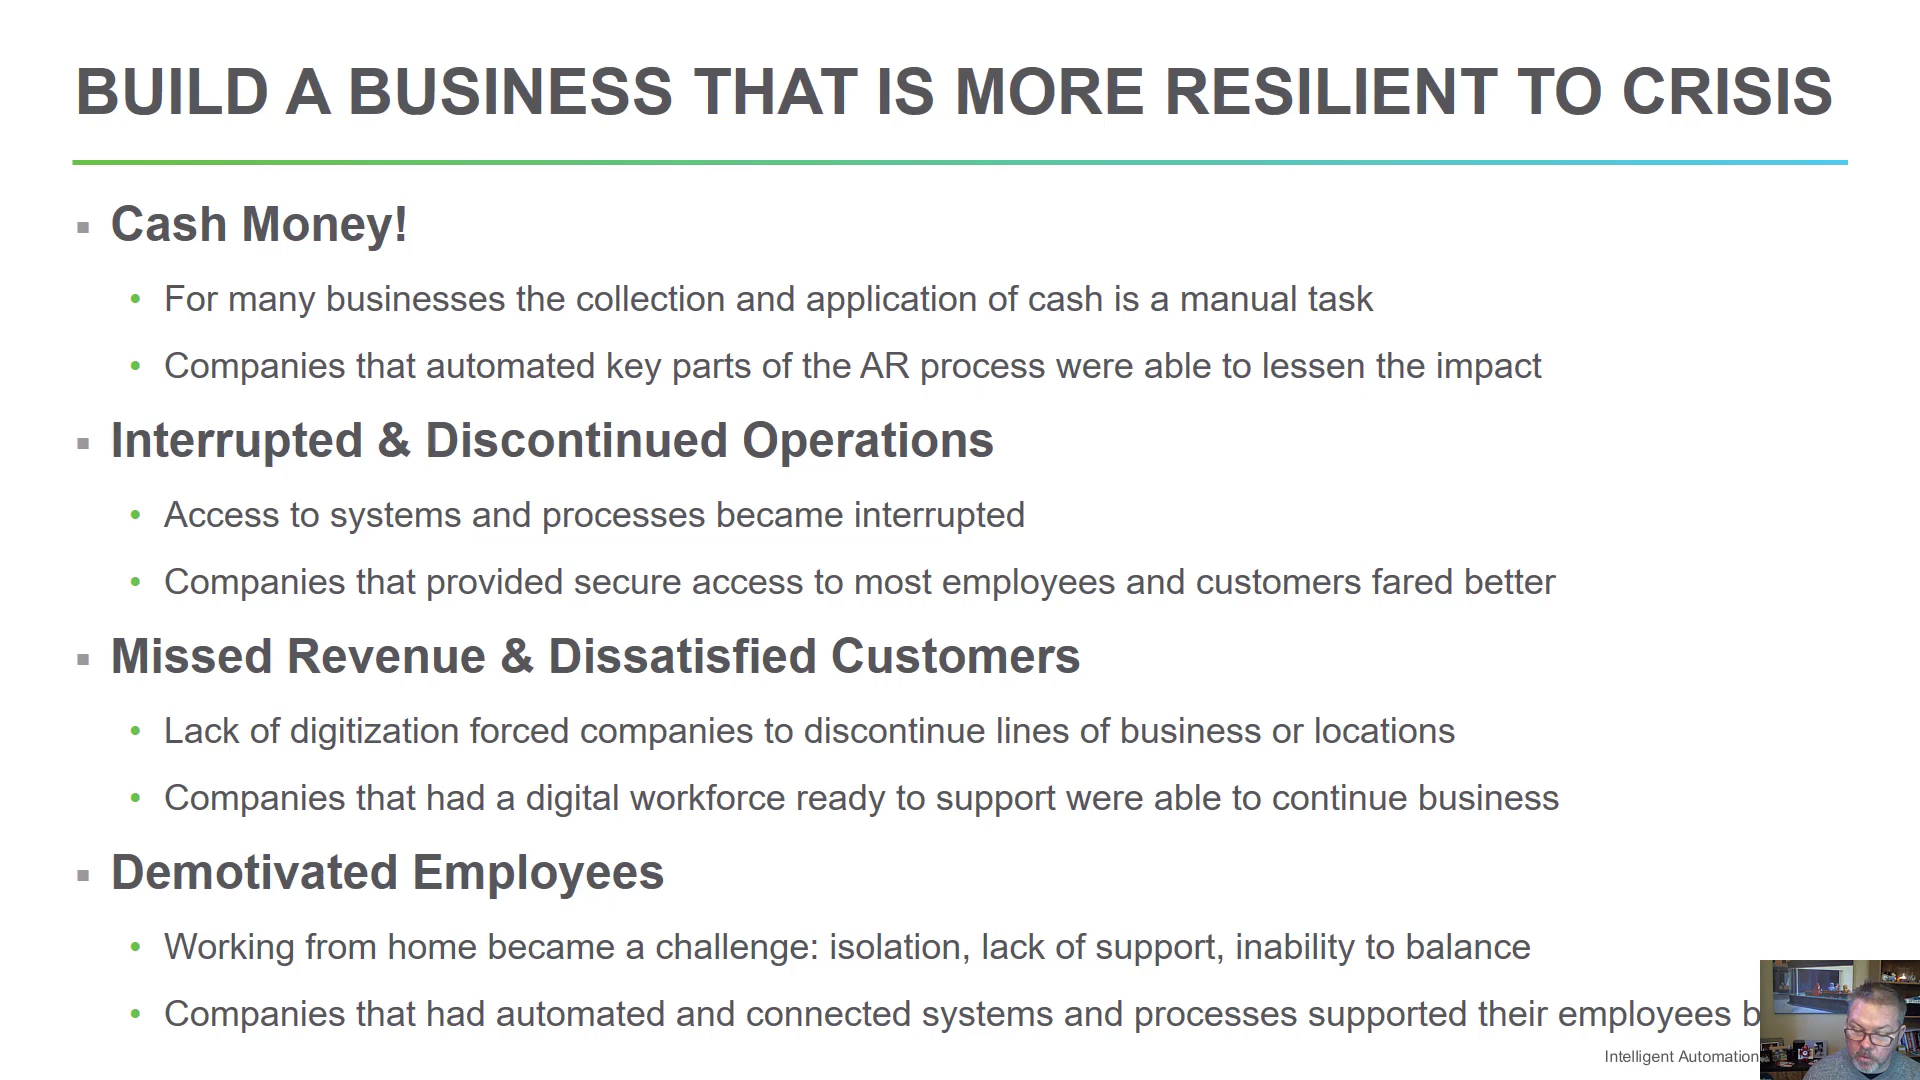 BUILD A BUSINESS THAT IS MORE RESILIENT TO CRISIS
Cash Money!
For many businesses the collection and application of cash is a manual task
Companies that automated key parts of the AR process were able to lessen the impact
Interrupted & Discontinued Operations
Access to systems and processes became interrupted
Companies that provided secure access to most employees and customers fared better
Missed Revenue & Dissatisfied Customers
Lack of digitization forced companies to discontinue lines of business or locations
Companies that had a digital workforce ready to support were able to continue business
Demotivated Employees
Working from home became a challenge: isolation, lack of support, inability to balance
Companies that had automated and connected systems and processes supported their employees
Intelligent Automation